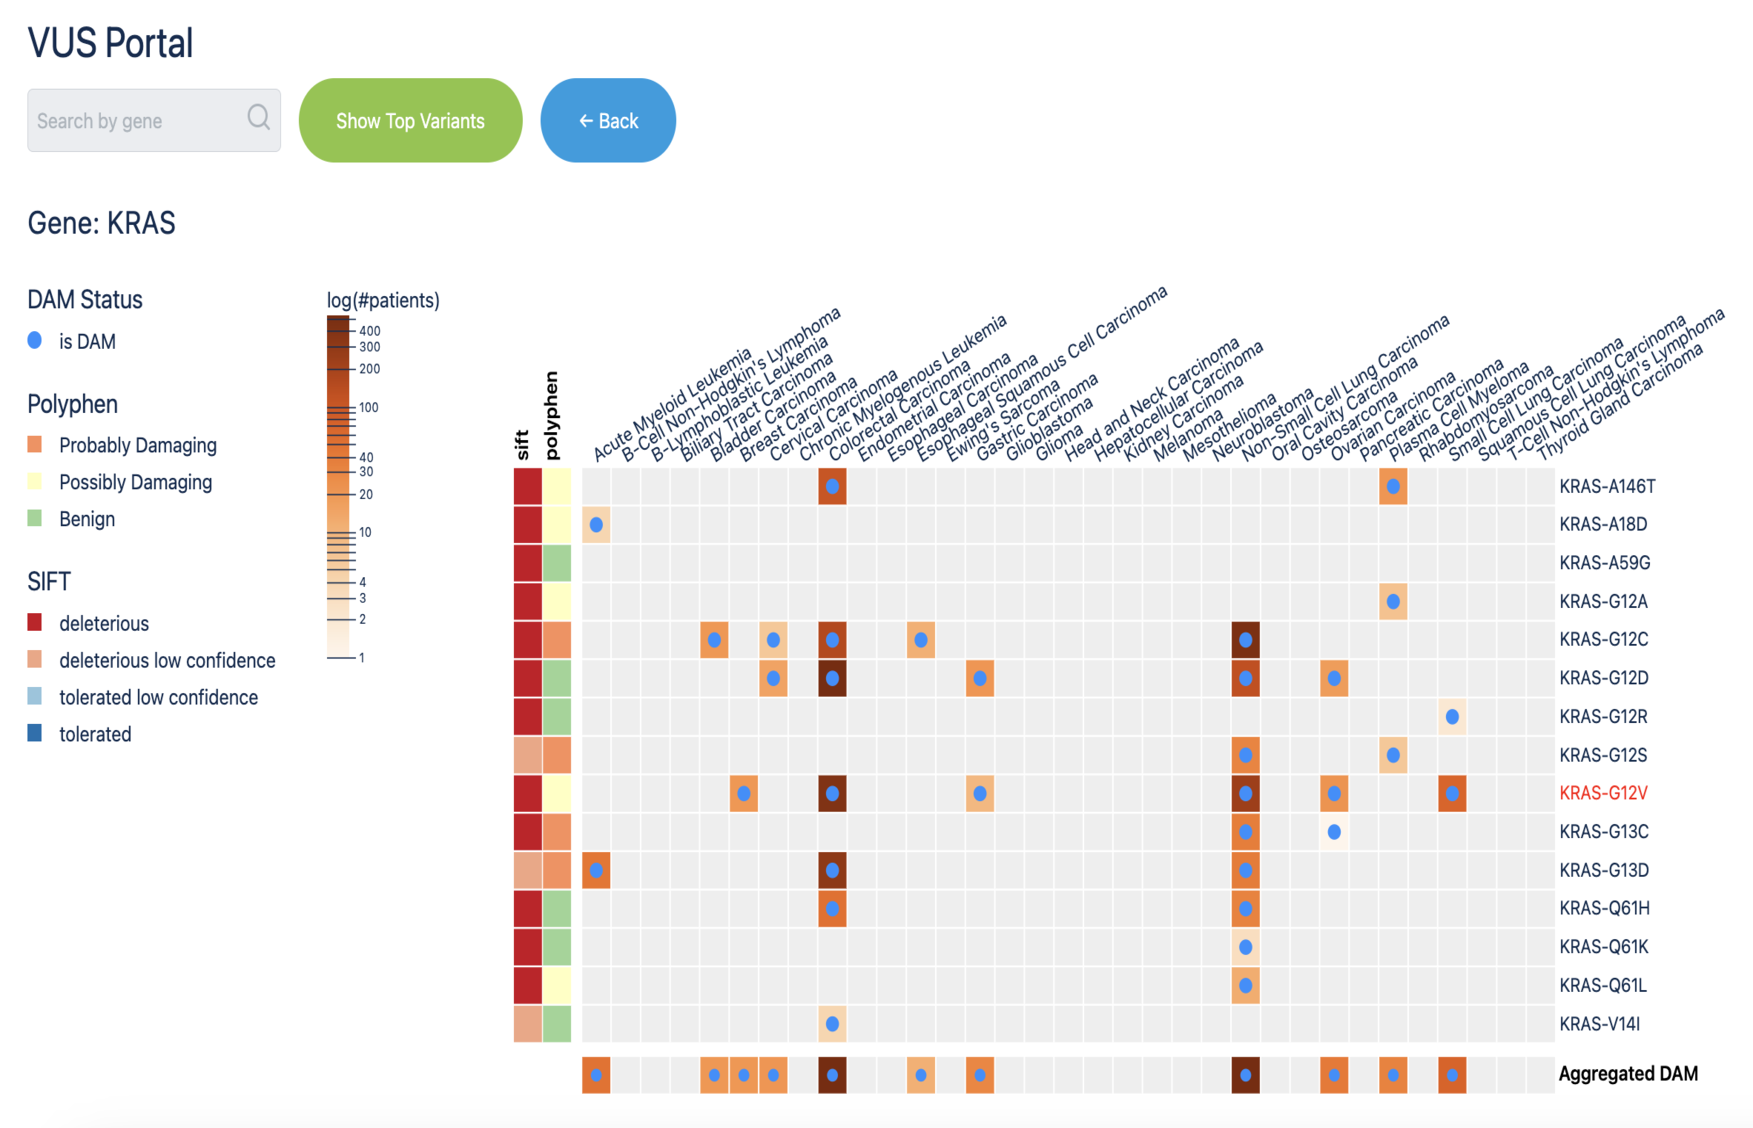 VUS Portal
Search by gene
Show Top Variants
← Back
Gene: KRAS
DAM Status
is DAM
Polyphen
Probably Damaging
Possibly Damaging
Benign
SIFT
deleterious
deleterious low confidence
tolerated low confidence
tolerated
log(#patients)
400
300
200
100
40
30
20
10
4
3
2
1
sift
polyphen
Acute Myeloid Leukemia
B-Cell Non-Hodgkin's Lymphoma
B-Lymphoblastic Leukemia
Biliary Tract Carcinoma
Bladder Carcinoma
Breast Carcinoma
Cervical Carcinoma
Chronic Myelogenous Leukemia
Colorectal Carcinoma
Endometrial Carcinoma
Esophageal Carcinoma
Esophageal Squamous Cell Carcinoma
Ewing's Sarcoma
Gastric Carcinoma
Glioblastoma
Glioma
Head and Neck Carcinoma
Hepatocellular Carcinoma
Kidney Carcinoma
Melanoma
Mesothelioma
Neuroblastoma
Non-Small Cell Lung Carcinoma
Oral Cavity Carcinoma
Osteosarcoma
Ovarian Carcinoma
Pancreatic Carcinoma
Plasma Cell Myeloma
Rhabdomyosarcoma
Small Cell Lung Carcinoma
Squamous Cell Lung Carcinoma
T-Cell Non-Hodgkin's Lymphoma
Thyroid Gland Carcinoma
KRAS-A146T
KRAS-A18D
KRAS-A59G
KRAS-G12A
KRAS-G12C
KRAS-G12D
KRAS-G12R
KRAS-G12S
KRAS-G12V
KRAS-G13C
KRAS-G13D
KRAS-Q61H
KRAS-Q61K
KRAS-Q61L
KRAS-V14I
Aggregated DAM